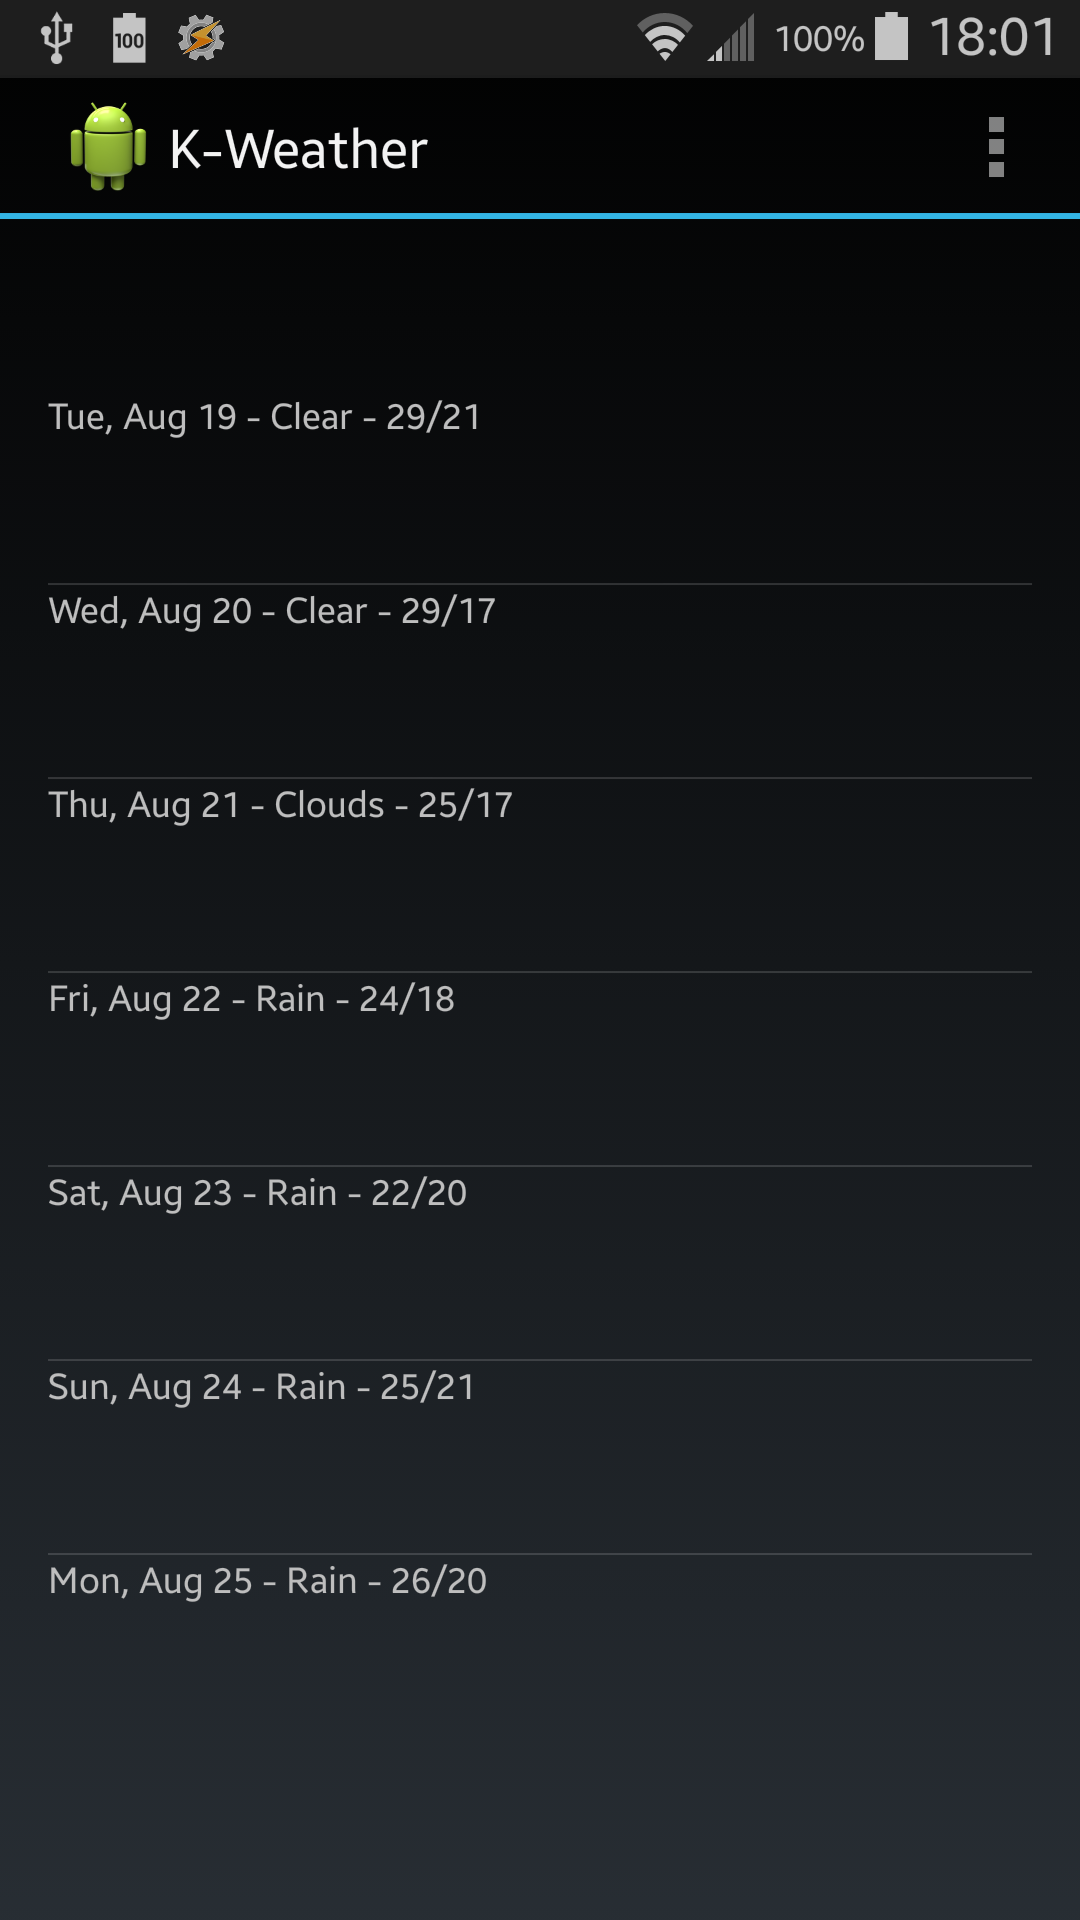 100 100% 18:01
K-Weather
Tue, Aug 19 - Clear - 29/21
Wed, Aug 20 - Clear - 29/17
Thu, Aug 21 - Clouds - 25/17
Fri, Aug 22 - Rain - 24/18
Sat, Aug 23 - Rain - 22/20
Sun, Aug 24 - Rain - 25/21
Mon, Aug 25 - Rain - 26/20